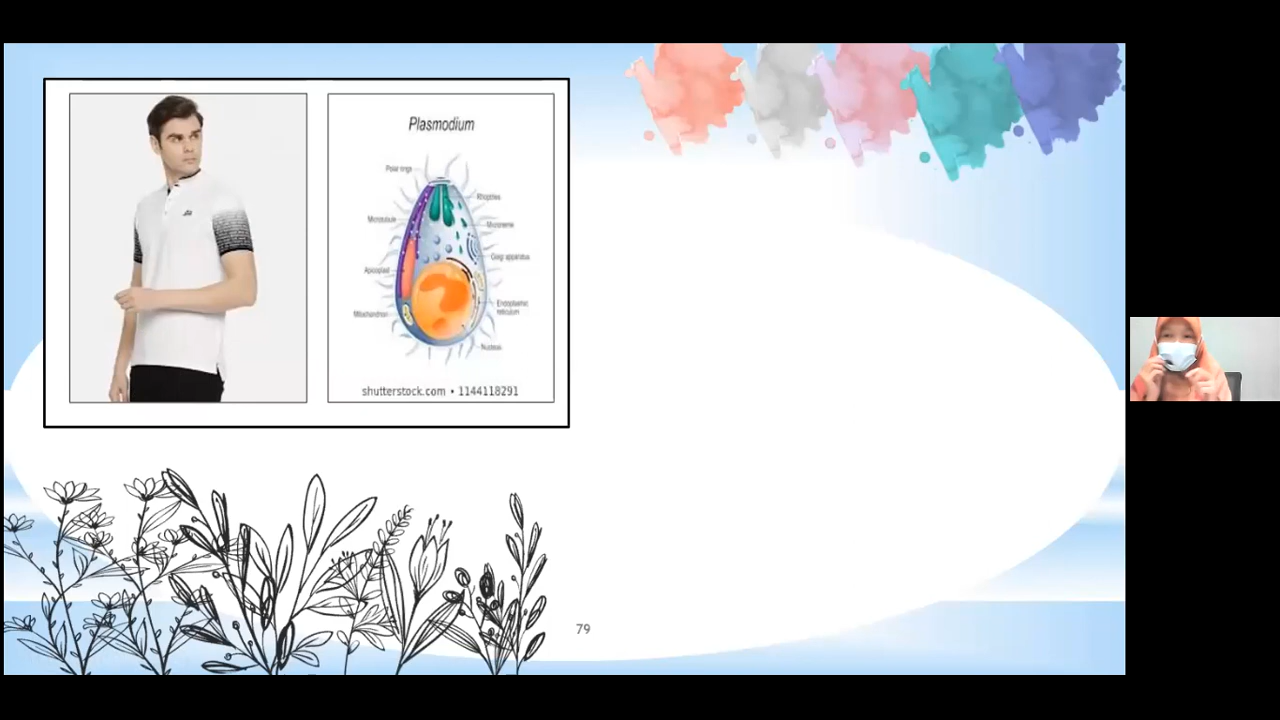 Plasmodium
Polar rings
Rhoptries
Microtubule
Microneme
Golgi apparatus
Apicoplast
Endoplasmic
reticulum
Mitochondrion
Nucleus
shutterstock.com • 1144118291
79